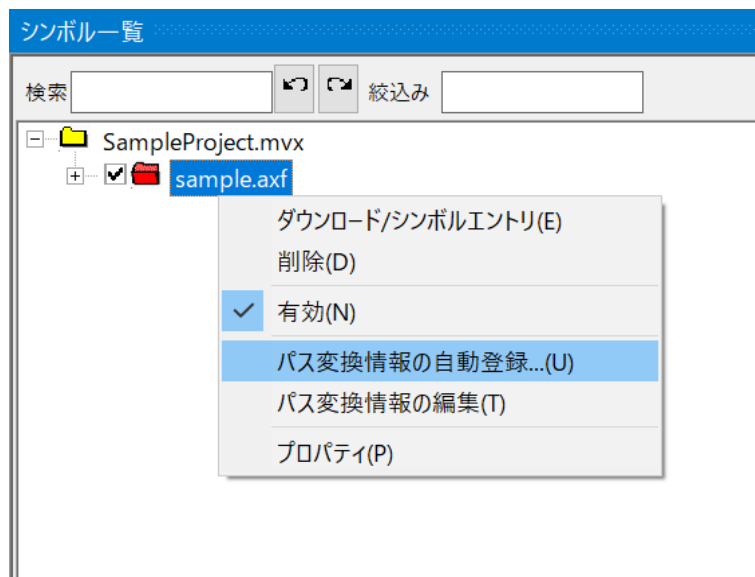 シンボル一覧
検索 絞込み
SampleProject.mvx
sample.axf
ダウンロード/シンボルエントリ(E)
削除(D)
有効(N)
パス変換情報の自動登録...(U)
パス変換情報の編集(T)
プロパティ(P)